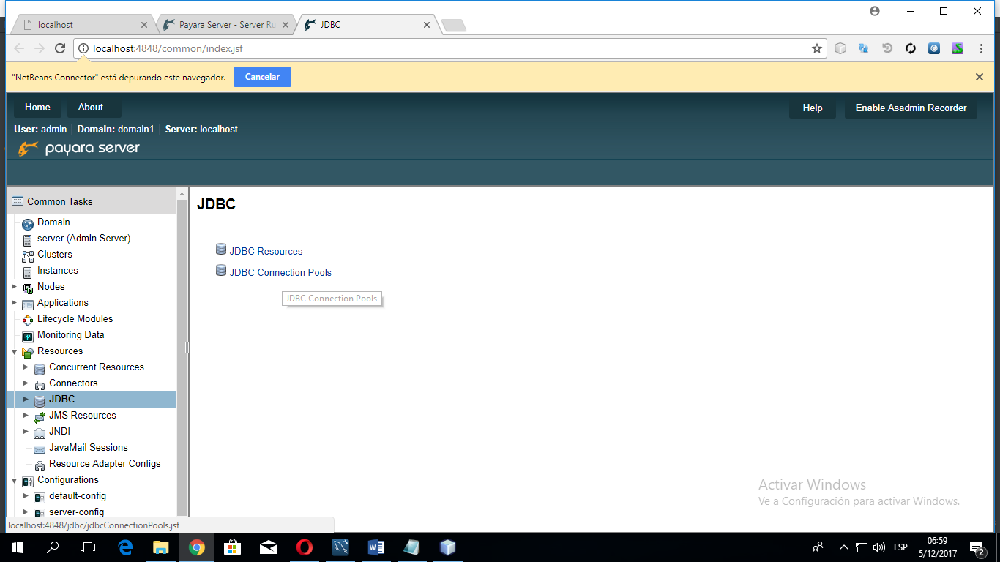 localhost
Payara Server - Server Ru
JDBC
localhost:4848/common/index.jsf
"NetBeans Connector" está depurando este navegador.
Cancelar
Home
About...
Help
Enable Asadmin Recorder
User: admin | Domain: domain1 | Server: localhost
payara server
Common Tasks
Domain
server (Admin Server)
Clusters
Instances
Nodes
Applications
Lifecycle Modules
Monitoring Data
Resources
Concurrent Resources
Connectors
JDBC
JMS Resources
JNDI
JavaMail Sessions
Resource Adapter Configs
Configurations
default-config
server-config
JDBC
JDBC Resources
JDBC Connection Pools
JDBC Connection Pools
Activar Windows
Ve a Configuración para activar Windows.
localhost:4848/jdbc/jdbcConnectionPools.jsf
ESP
06:59
5/12/2017
2